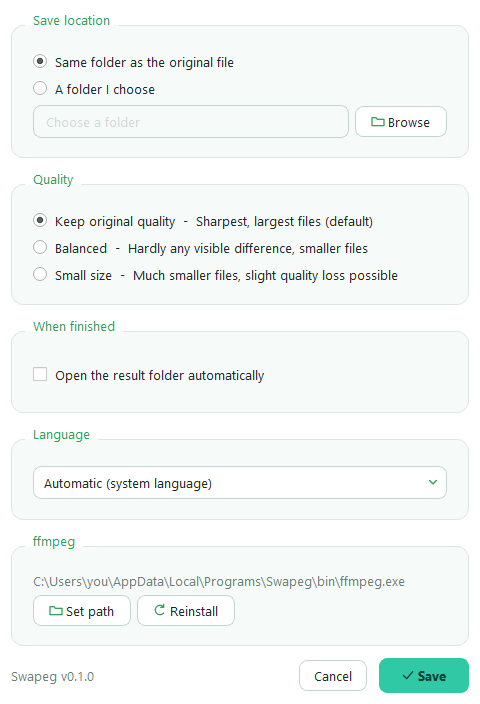 Save location
Same folder as the original file
A folder I choose
Choose a folder
Browse
Quality
Keep original quality - Sharpest, largest files (default)
Balanced - Hardly any visible difference, smaller files
Small size - Much smaller files, slight quality loss possible
When finished
Open the result folder automatically
Language
Automatic (system language)
ffmpeg
C:\Users\you\AppData\Local\Programs\Swapeg\bin\ffmpeg.exe
Set path Reinstall
Swapeg v0.1.0 Cancel Save